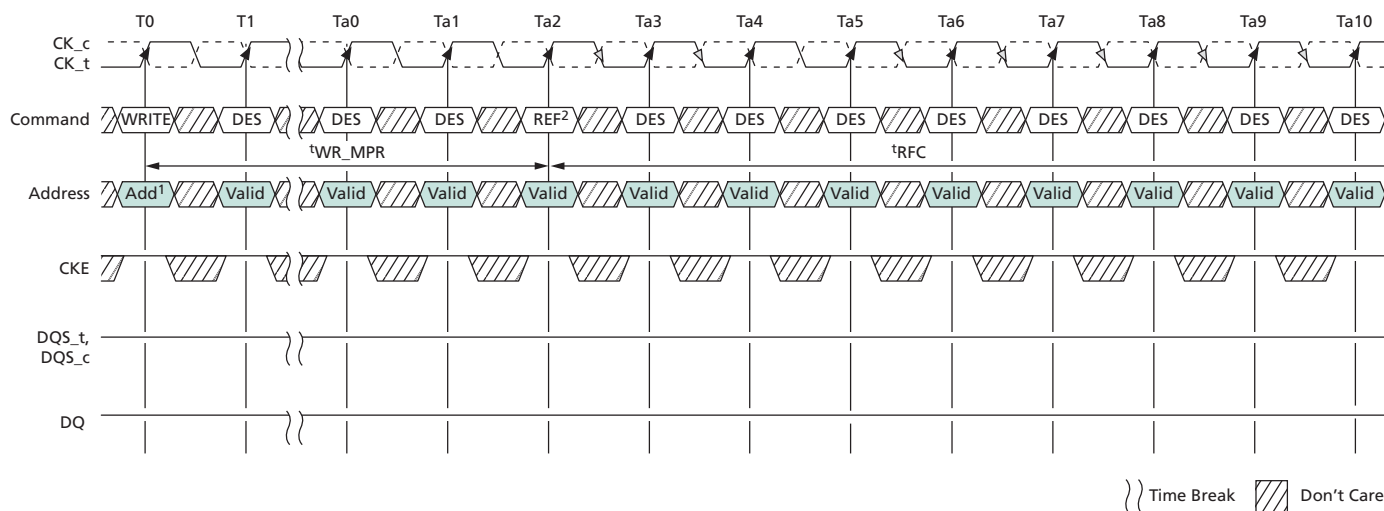 T0 T1 Ta0 Ta1 Ta2 Ta3 Ta4 Ta5 Ta6 Ta7 Ta8 Ta9 Ta10
CK_c
CK_t
Command WRITE DES DES DES REF² DES DES DES DES DES DES DES DES
tWR_MPR tRFC
Address Add¹ Valid Valid Valid Valid Valid Valid Valid Valid Valid Valid Valid Valid
CKE
DQS_t,
DQS_c
DQ
Time Break Don't Care